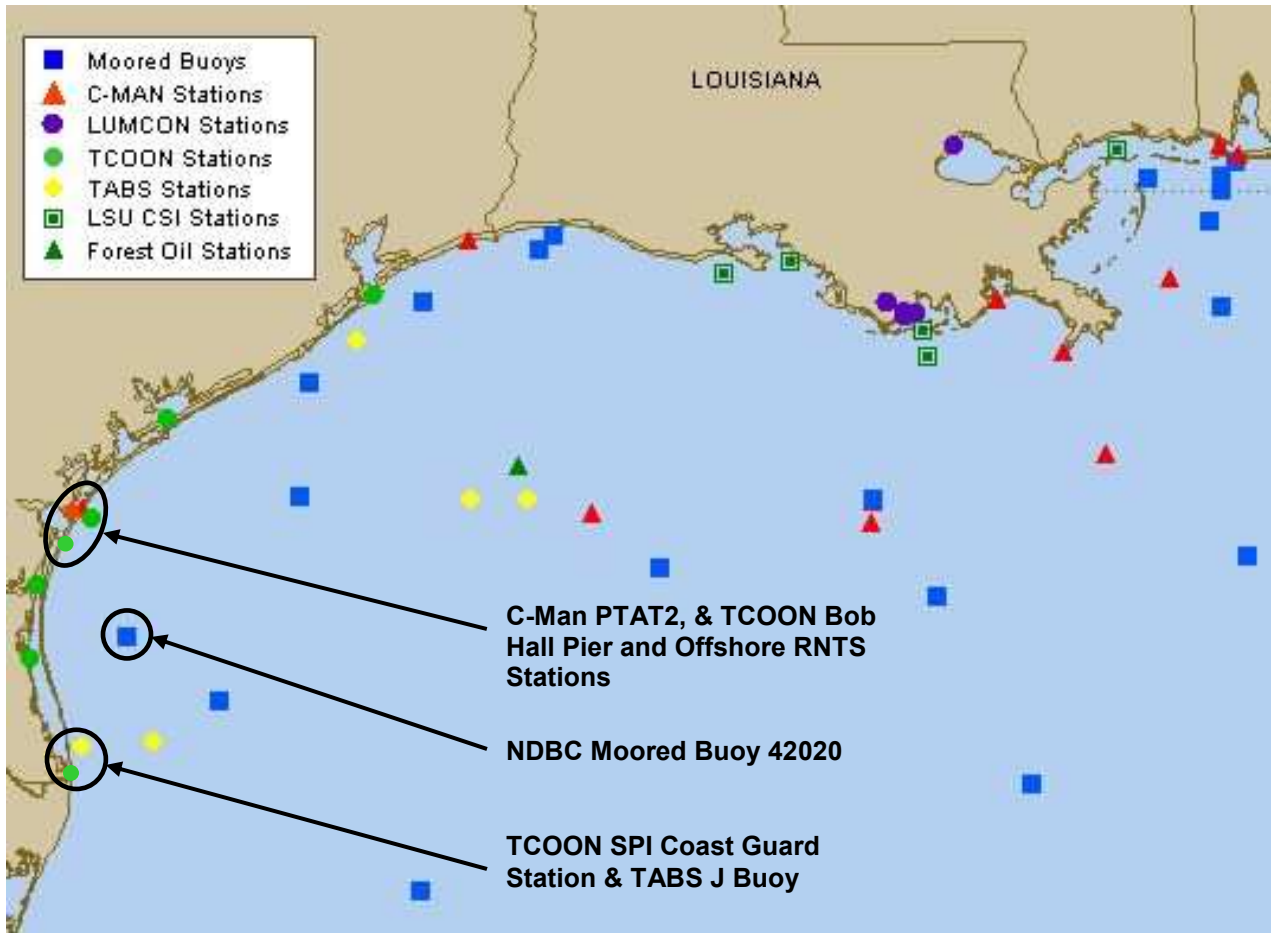 Moored Buoys
C-MAN Stations
LUMCON Stations
TCOON Stations
TABS Stations
LSU CSI Stations
Forest Oil Stations
LOUISIANA
C-Man PTAT2, & TCOON Bob
Hall Pier and Offshore RNTS
Stations
NDBC Moored Buoy 42020
TCOON SPI Coast Guard
Station & TABS J Buoy